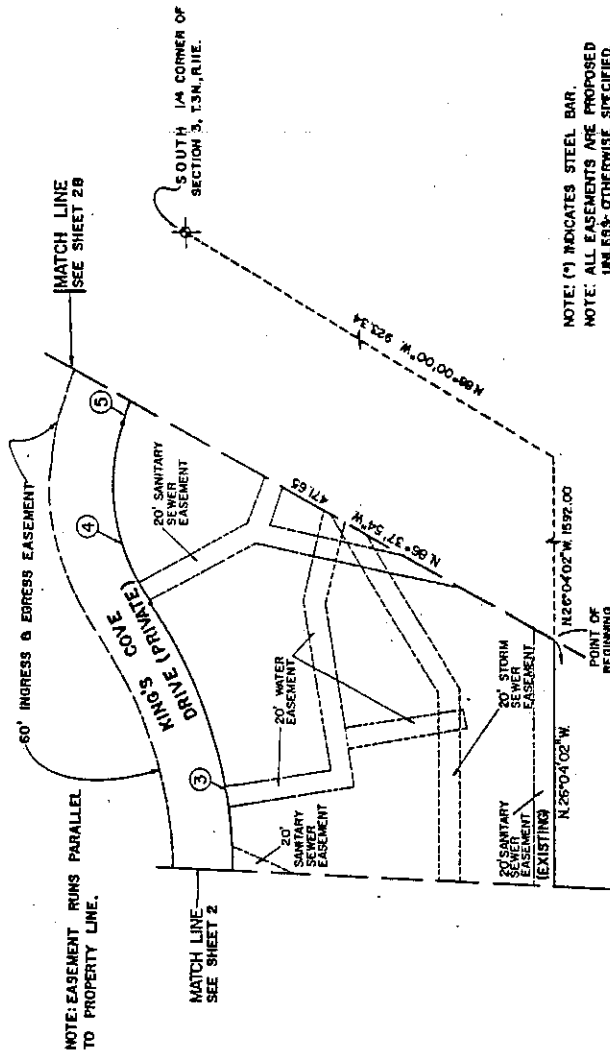 MATCH LINE
SEE SHEET 2B
60' INGRESS & EGRESS EASEMENT
SOUTH 1/4 CORNER OF
SECTION 3, T.3N., R.11E.
NOTE: EASEMENT RUNS PARALLEL
TO PROPERTY LINE.
5
4
3
KING'S COVE
DRIVE (PRIVATE)
20' SANITARY
SEWER
EASEMENT
N.88°00'00"W. 923.34
471.65
N.86°37'54"W.
MATCH LINE
SEE SHEET 2
20' WATER
EASEMENT
20'
SANITARY
SEWER
EASEMENT
20' STORM
SEWER
EASEMENT
20' SANITARY
SEWER
EASEMENT
(EXISTING)
N.26°04'02"W.
N.26°04'02"W. 1592.00
POINT OF
BEGINNING
NOTE: (*) INDICATES STEEL BAR.
NOTE: ALL EASEMENTS ARE PROPOSED
UNLESS OTHERWISE SPECIFIED.